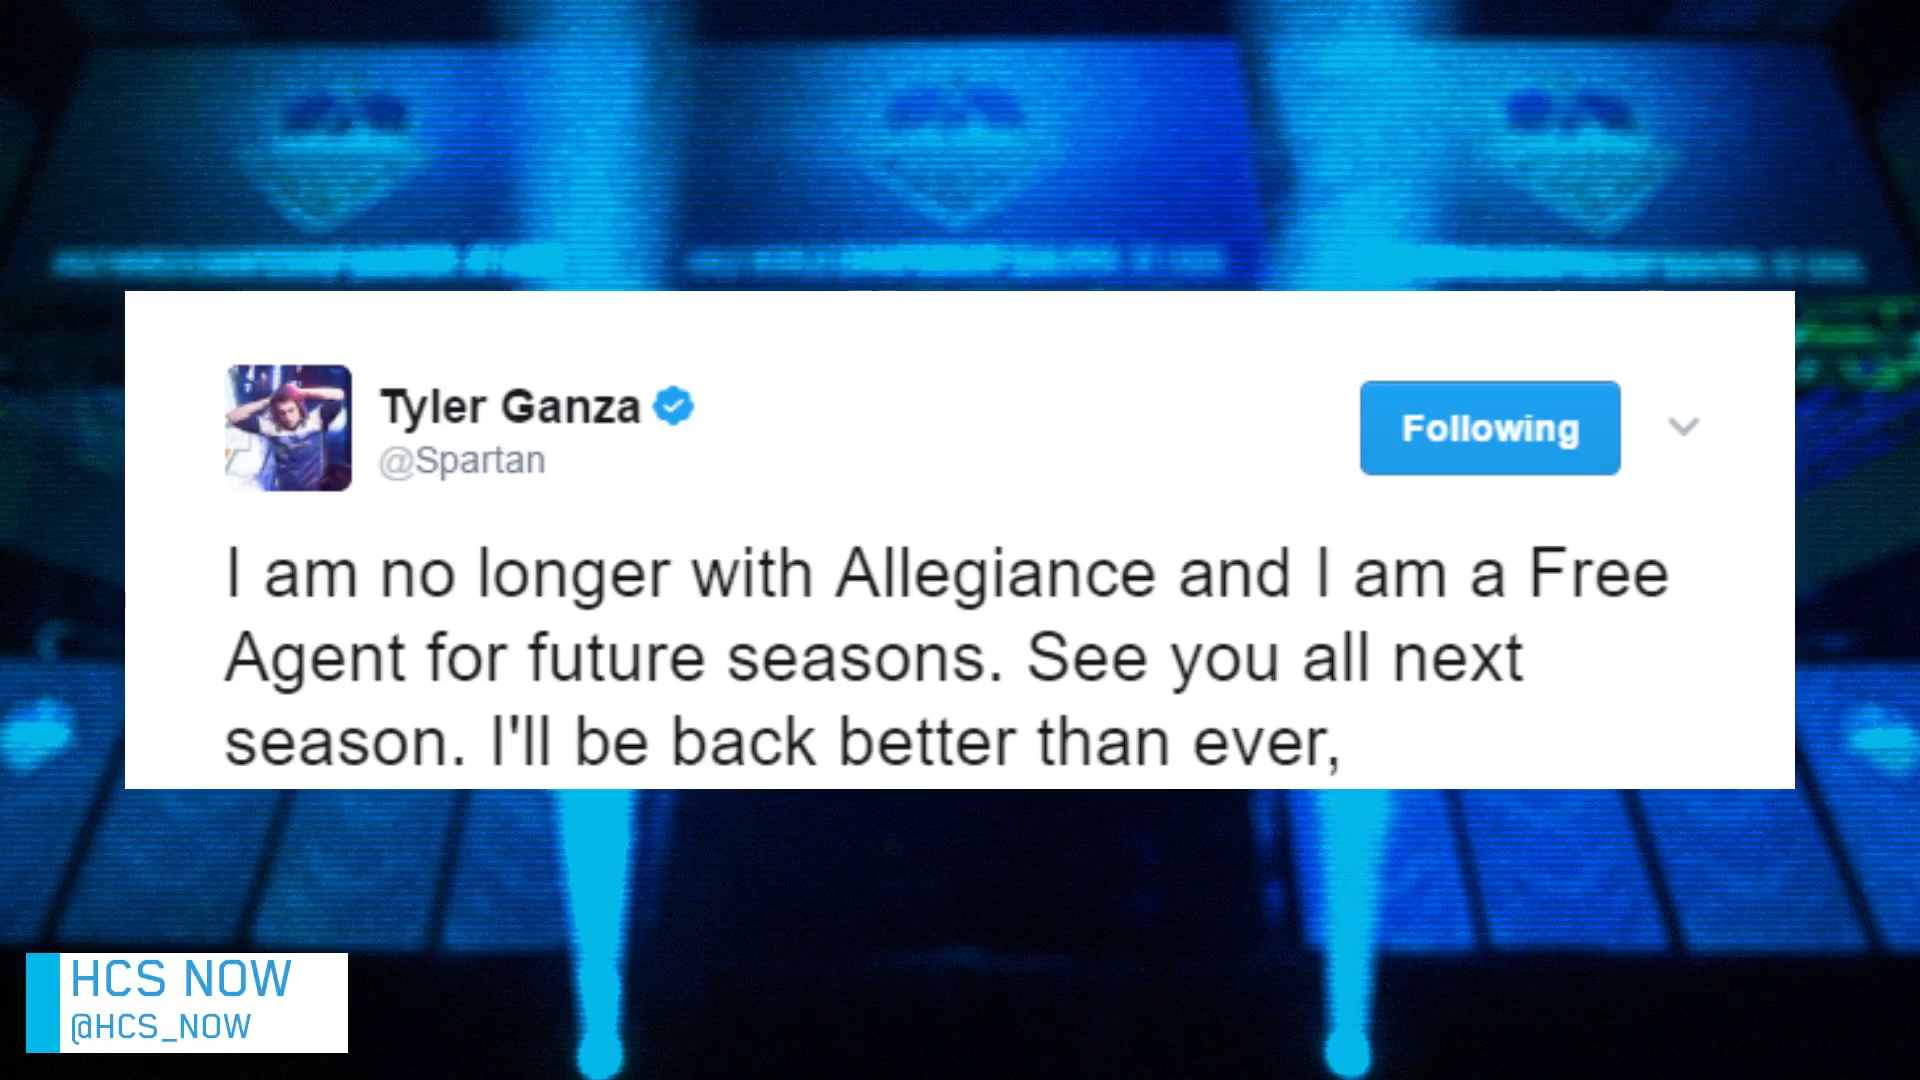 Tyler Ganza
@Spartan
Following
I am no longer with Allegiance and I am a Free
Agent for future seasons. See you all next
season. I'll be back better than ever,
HCS NOW
@HCS_NOW